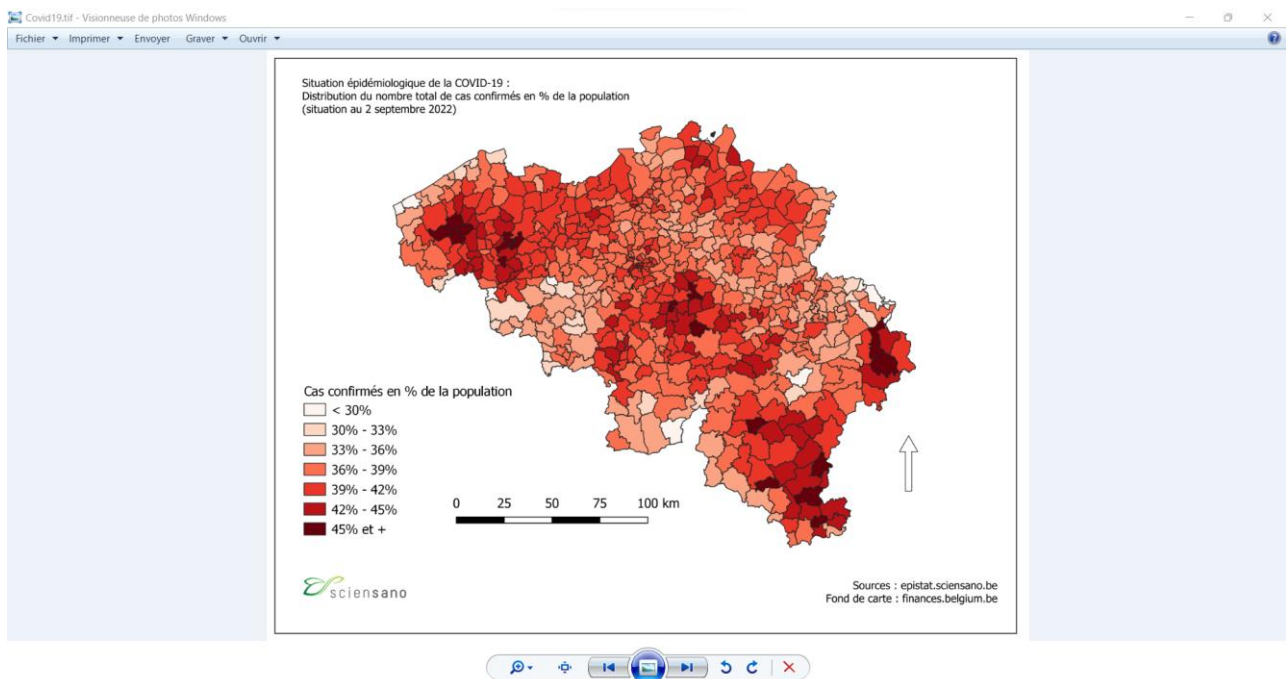 Covid19.tif - Visionneuse de photos Windows
Fichier Imprimer Envoyer Graver Ouvrir
Situation épidémiologique de la COVID-19 :
Distribution du nombre total de cas confirmés en % de la population
(situation au 2 septembre 2022)
Cas confirmés en % de la population
< 30%
30% - 33%
33% - 36%
36% - 39%
39% - 42%
42% - 45%
45% et +
0 25 50 75 100 km
sciensano
Sources : epistat.sciensano.be
Fond de carte : finances.belgium.be